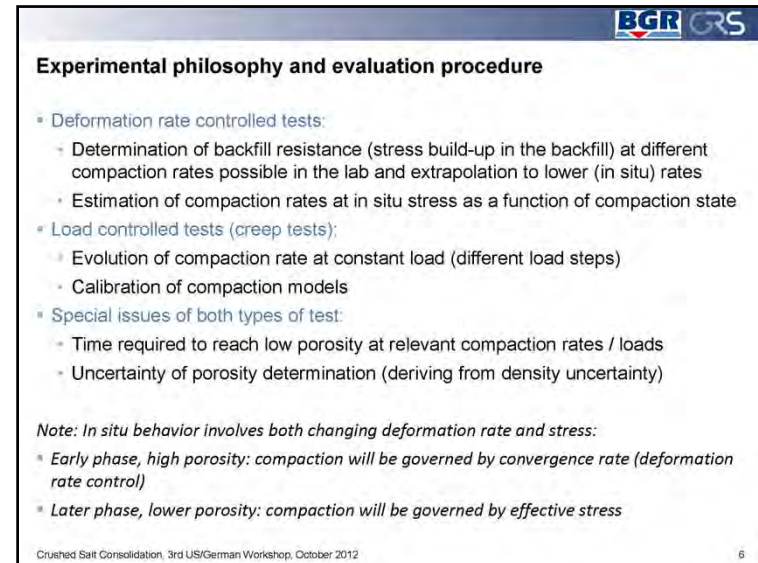 BGR GRS
Experimental philosophy and evaluation procedure
Deformation rate controlled tests:
Determination of backfill resistance (stress build-up in the backfill) at different
compaction rates possible in the lab and extrapolation to lower (in situ) rates
Estimation of compaction rates at in situ stress as a function of compaction state
Load controlled tests (creep tests):
Evolution of compaction rate at constant load (different load steps)
Calibration of compaction models
Special issues of both types of test:
Time required to reach low porosity at relevant compaction rates / loads
Uncertainty of porosity determination (deriving from density uncertainty)
Note: In situ behavior involves both changing deformation rate and stress:
Early phase, high porosity: compaction will be governed by convergence rate (deformation
rate control)
Later phase, lower porosity: compaction will be governed by effective stress
Crushed Salt Consolidation, 3rd US/German Workshop, October 2012 6